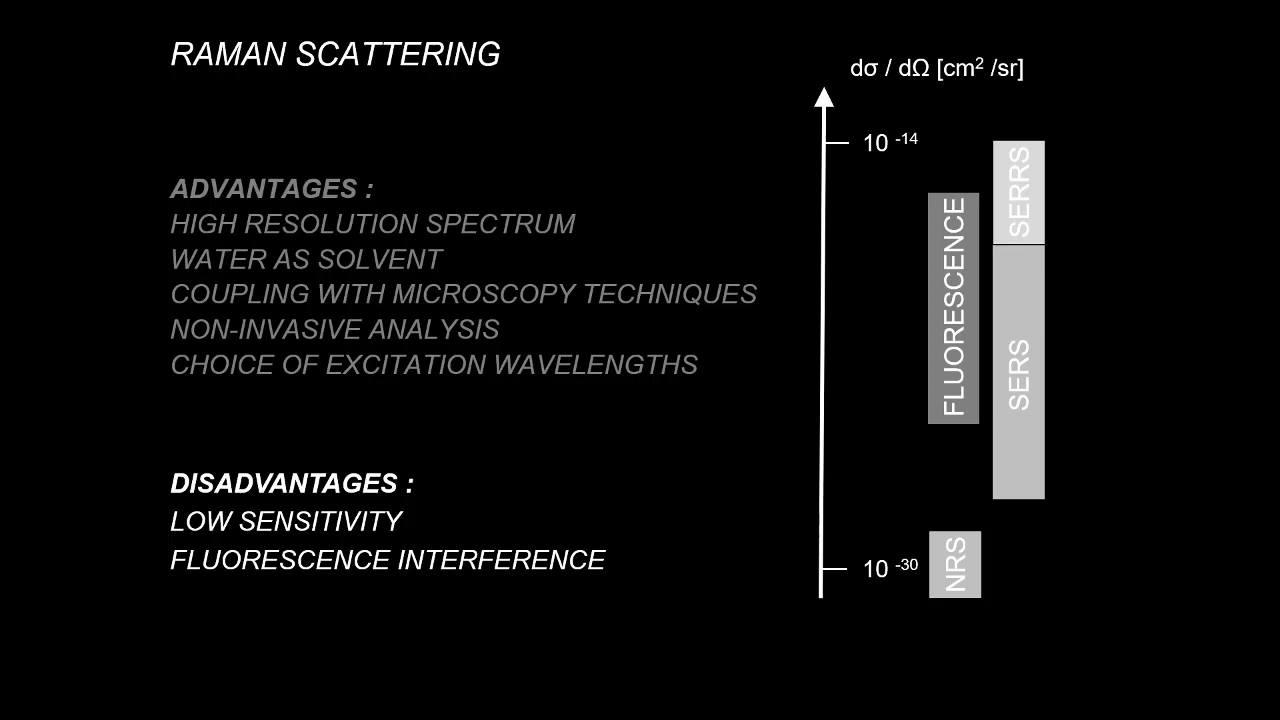 RAMAN SCATTERING
ADVANTAGES :
HIGH RESOLUTION SPECTRUM
WATER AS SOLVENT
COUPLING WITH MICROSCOPY TECHNIQUES
NON-INVASIVE ANALYSIS
CHOICE OF EXCITATION WAVELENGTHS
DISADVANTAGES :
LOW SENSITIVITY
FLUORESCENCE INTERFERENCE
dσ / dΩ [cm² /sr]
10 ⁻¹⁴
SERRS
FLUORESCENCE
SERS
10 ⁻³⁰
NRS